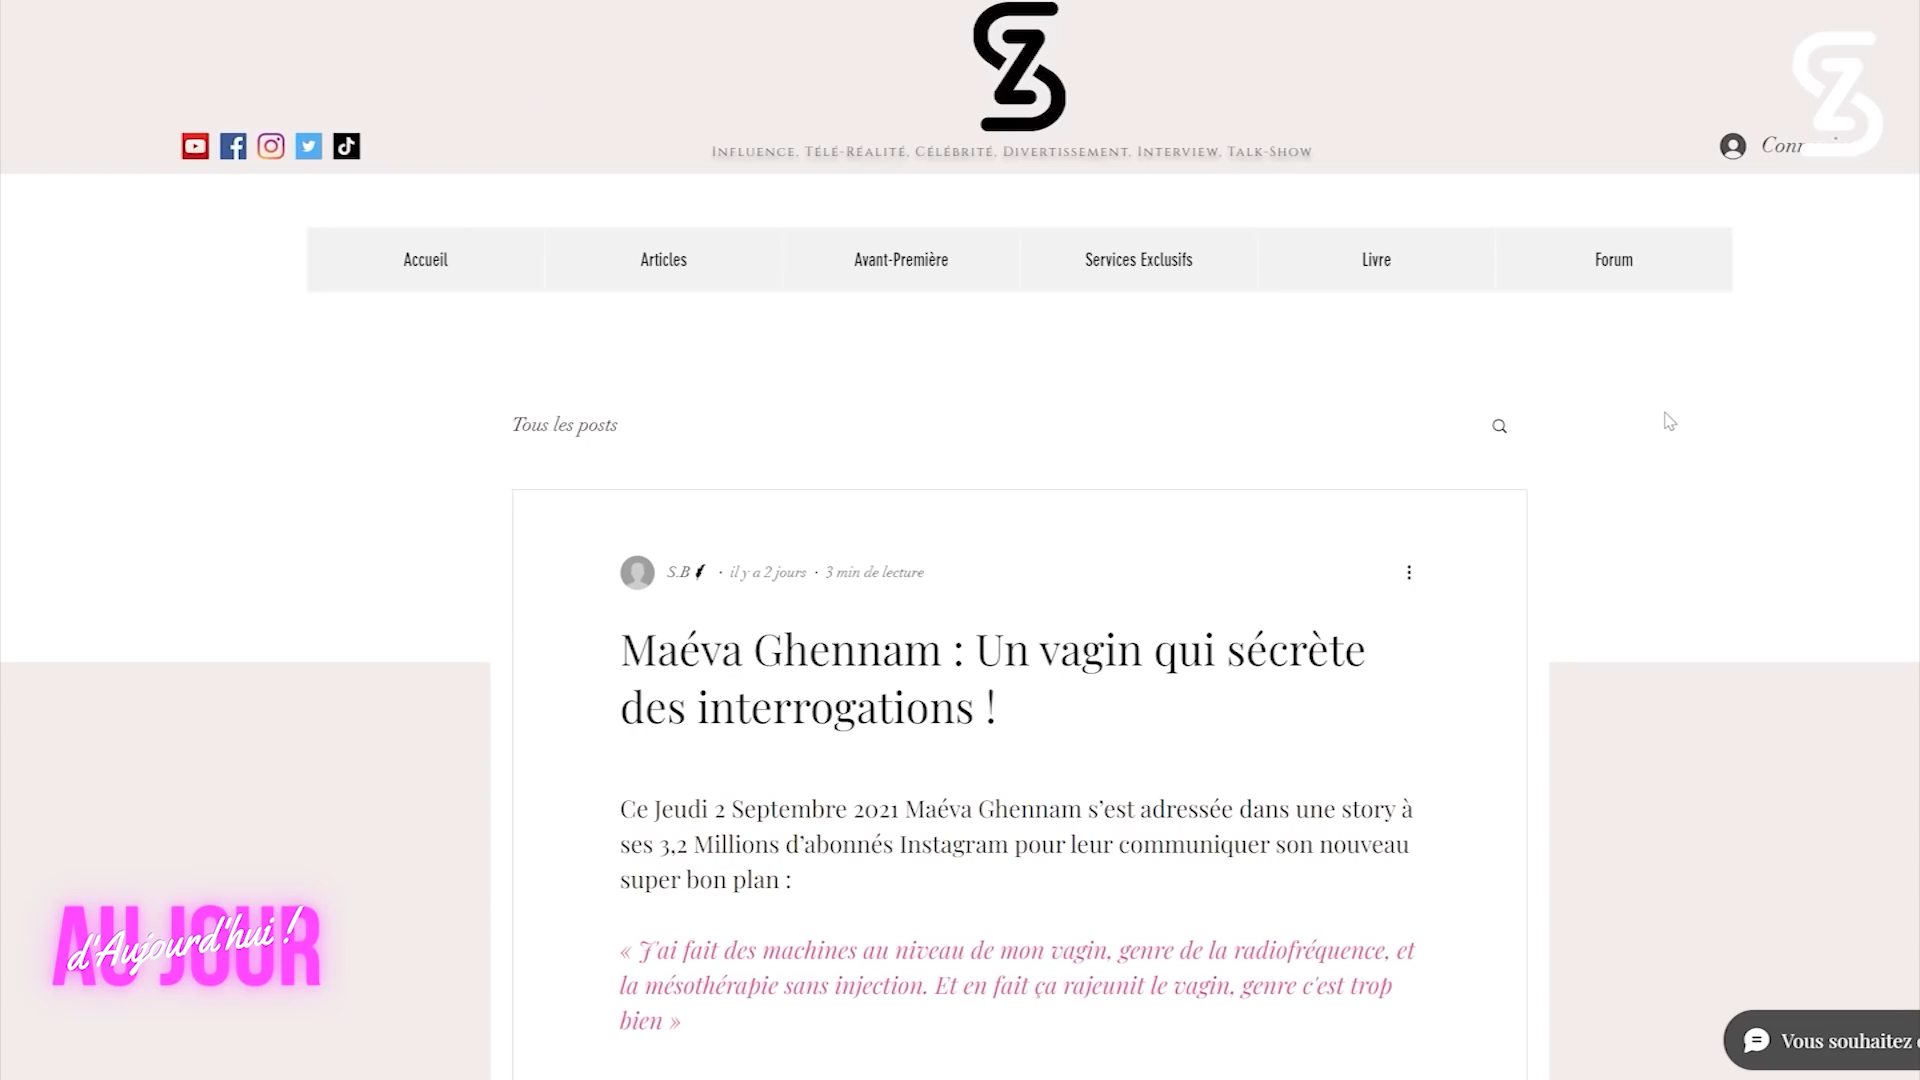 Influence, Télé-Réalité, Célébrité, Divertissement, Interview, Talk-Show
Accueil
Articles
Avant-Première
Services Exclusifs
Livre
Forum
Tous les posts
S.B · il y a 2 jours · 3 min de lecture
Maéva Ghennam : Un vagin qui sécrète
des interrogations !
Ce Jeudi 2 Septembre 2021 Maéva Ghennam s’est adressée dans une story à
ses 3,2 Millions d’abonnés Instagram pour leur communiquer son nouveau
super bon plan :
« J'ai fait des machines au niveau de mon vagin, genre de la radiofréquence, et
la mésothérapie sans injection. Et en fait ça rajeunit le vagin, genre c'est trop
bien »
AU JOUR
d'Aujourd'hui !
Vous souhaitez